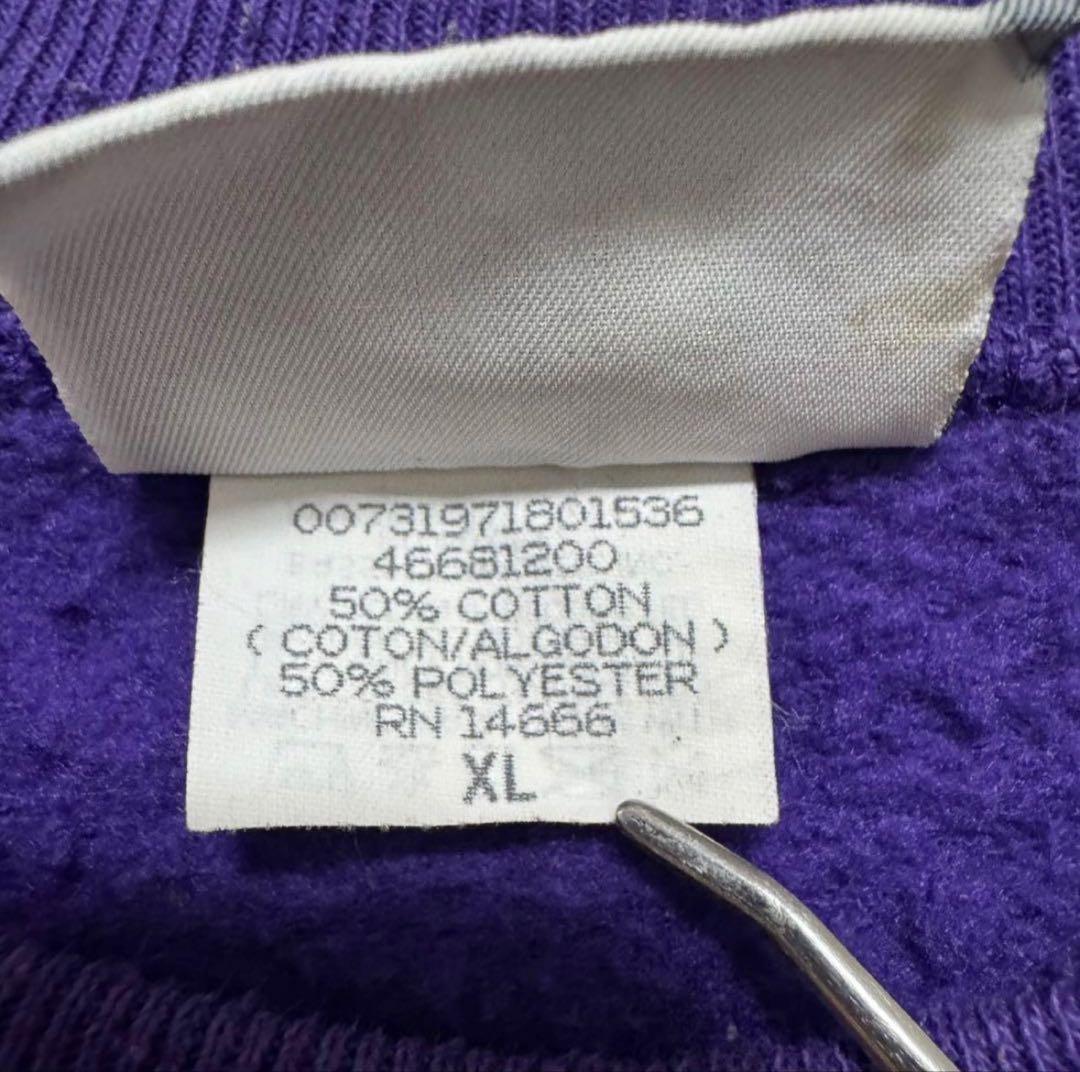 00731971801536
46681200
50% COTTON
( COTON/ALGODON )
50% POLYESTER
RN 14666
XL